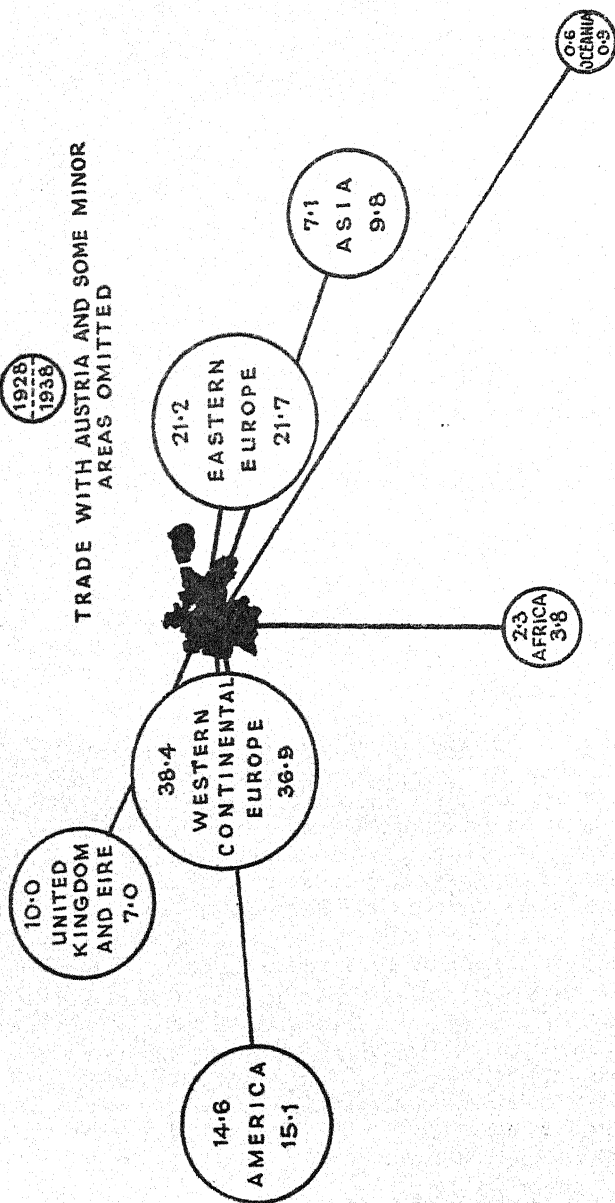 1928
1938
TRADE WITH AUSTRIA AND SOME MINOR
AREAS OMITTED
10·0
UNITED
KINGDOM
AND EIRE
7·0
38·4
WESTERN
CONTINENTAL
EUROPE
36·9
21·2
EASTERN
EUROPE
21·7
7·1
ASIA
9·8
14·6
AMERICA
15·1
2·3
AFRICA
3·8
0·6
OCEANIA
0·9